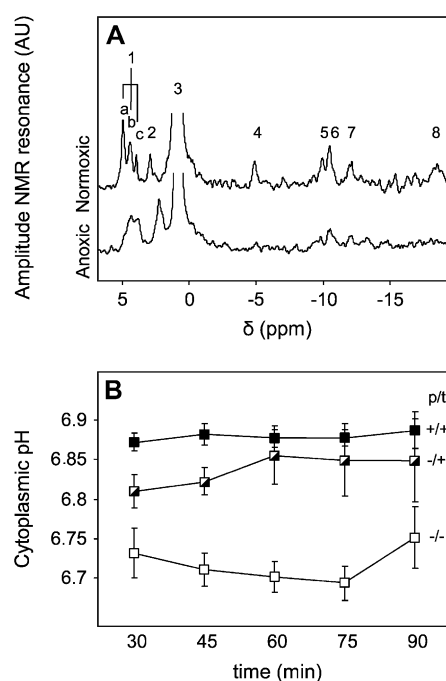 A
Amplitude NMR resonance (AU)
Anoxic Normoxic
1
a
b
c
2
3
4
5 6
7
8
5 0 -5 -10 -15
δ (ppm)
B
p/t
+/+
-/+
-/-
Cytoplasmic pH
6.9
6.85
6.8
6.75
6.7
30 45 60 75 90
time (min)